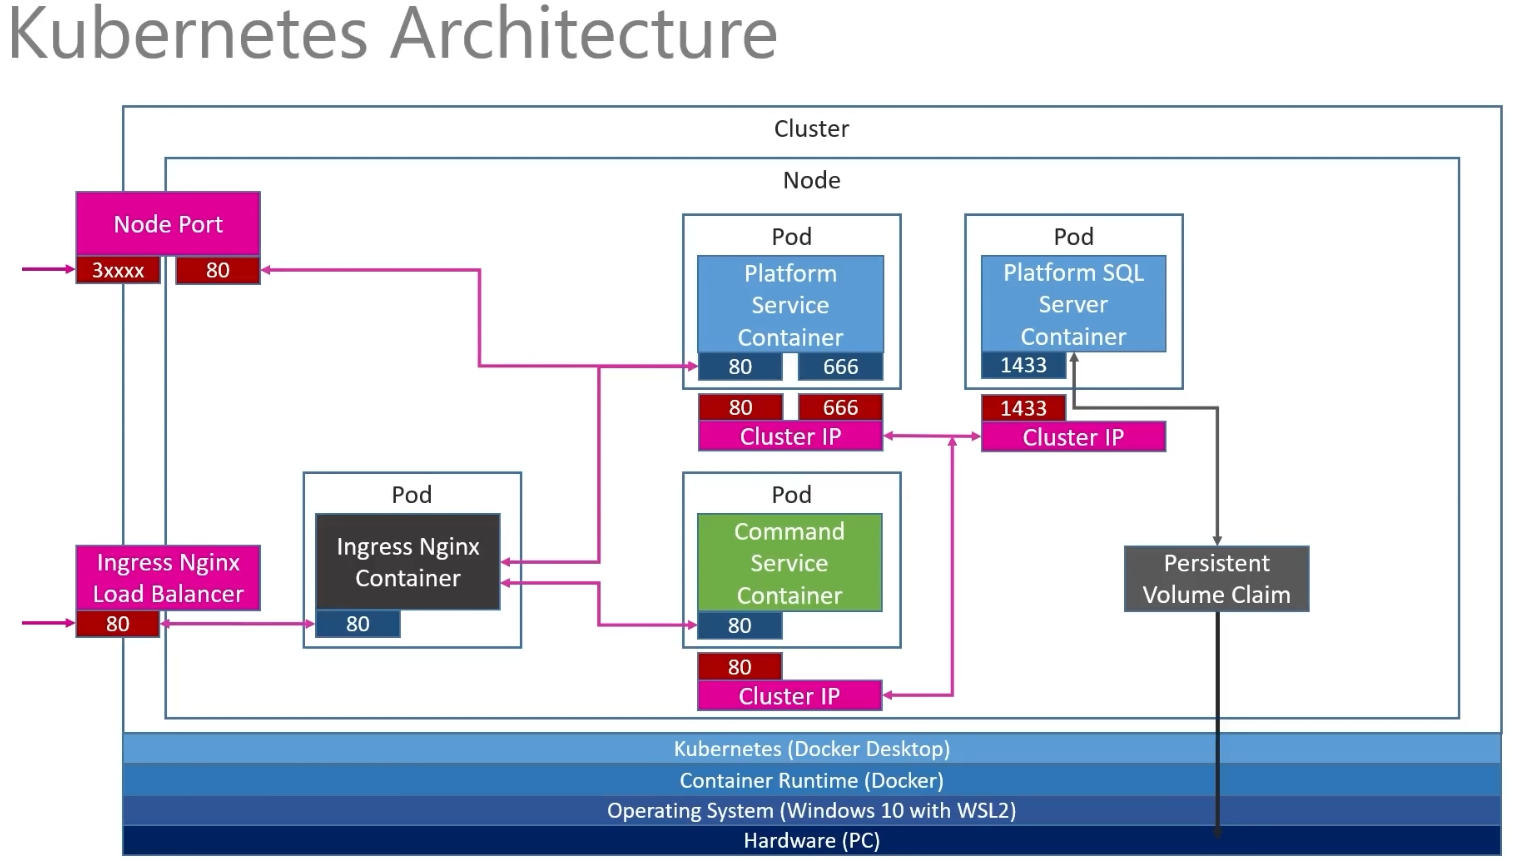 Kubernetes Architecture
Cluster
Node
Node Port
3xxxx
80
Pod
Platform
Service
Container
80
666
80
666
Cluster IP
Pod
Platform SQL
Server
Container
1433
1433
Cluster IP
Pod
Ingress Nginx
Container
80
Ingress Nginx
Load Balancer
80
Pod
Command
Service
Container
80
80
Cluster IP
Persistent
Volume Claim
Kubernetes (Docker Desktop)
Container Runtime (Docker)
Operating System (Windows 10 with WSL2)
Hardware (PC)